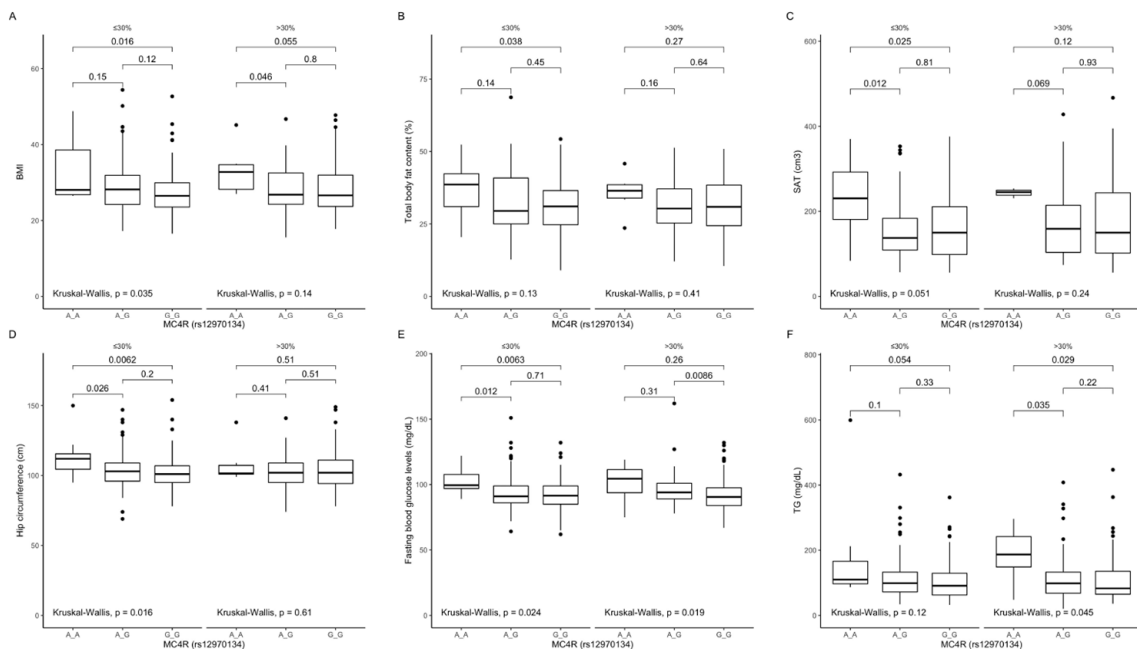 A
≤30%
>30%
0.016
0.055
0.12
0.8
0.15
0.046
60
40
20
0
BMI
Kruskal-Wallis, p = 0.035
Kruskal-Wallis, p = 0.14
A_A
A_G
G_G
A_A
A_G
G_G
MC4R (rs12970134)
B
≤30%
>30%
0.038
0.27
0.45
0.64
0.14
0.16
75
50
25
0
Total body fat content (%)
Kruskal-Wallis, p = 0.13
Kruskal-Wallis, p = 0.41
A_A
A_G
G_G
A_A
A_G
G_G
MC4R (rs12970134)
C
≤30%
>30%
0.025
0.12
0.81
0.93
0.012
0.069
600
400
200
0
SAT (cm3)
Kruskal-Wallis, p = 0.051
Kruskal-Wallis, p = 0.24
A_A
A_G
G_G
A_A
A_G
G_G
MC4R (rs12970134)
D
≤30%
>30%
0.0062
0.51
0.2
0.51
0.026
0.41
150
100
50
0
Hip circumference (cm)
Kruskal-Wallis, p = 0.016
Kruskal-Wallis, p = 0.61
A_A
A_G
G_G
A_A
A_G
G_G
MC4R (rs12970134)
E
≤30%
>30%
0.0063
0.26
0.71
0.0086
0.012
0.31
200
150
100
50
0
Fasting blood glucose levels (mg/dL)
Kruskal-Wallis, p = 0.024
Kruskal-Wallis, p = 0.019
A_A
A_G
G_G
A_A
A_G
G_G
MC4R (rs12970134)
F
≤30%
>30%
0.054
0.029
0.33
0.22
0.1
0.035
800
600
400
200
0
TG (mg/dL)
Kruskal-Wallis, p = 0.12
Kruskal-Wallis, p = 0.045
A_A
A_G
G_G
A_A
A_G
G_G
MC4R (rs12970134)